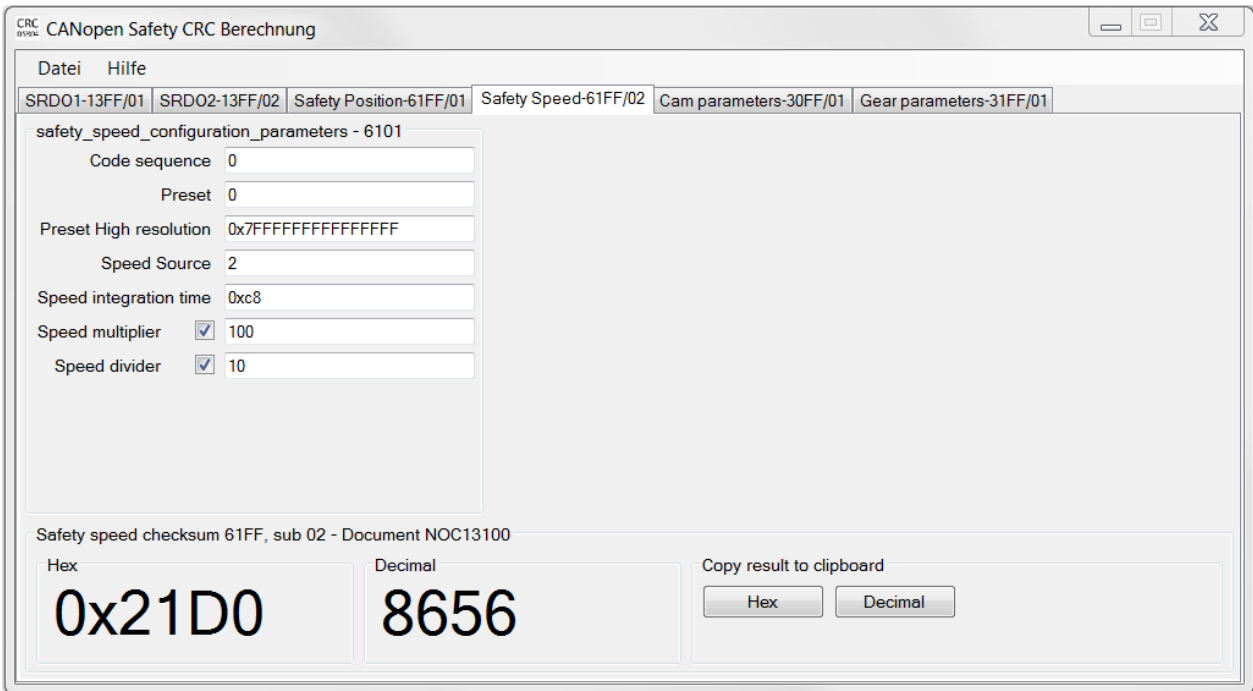 CRC
DS304 CANopen Safety CRC Berechnung
Datei Hilfe
SRDO1-13FF/01 SRDO2-13FF/02 Safety Position-61FF/01 Safety Speed-61FF/02 Cam parameters-30FF/01 Gear parameters-31FF/01
safety_speed_configuration_parameters - 6101
Code sequence 0
Preset 0
Preset High resolution 0x7FFFFFFFFFFFFFFF
Speed Source 2
Speed integration time 0xc8
Speed multiplier 100
Speed divider 10
Safety speed checksum 61FF, sub 02 - Document NOC13100
Hex Decimal Copy result to clipboard
0x21D0 8656 Hex Decimal